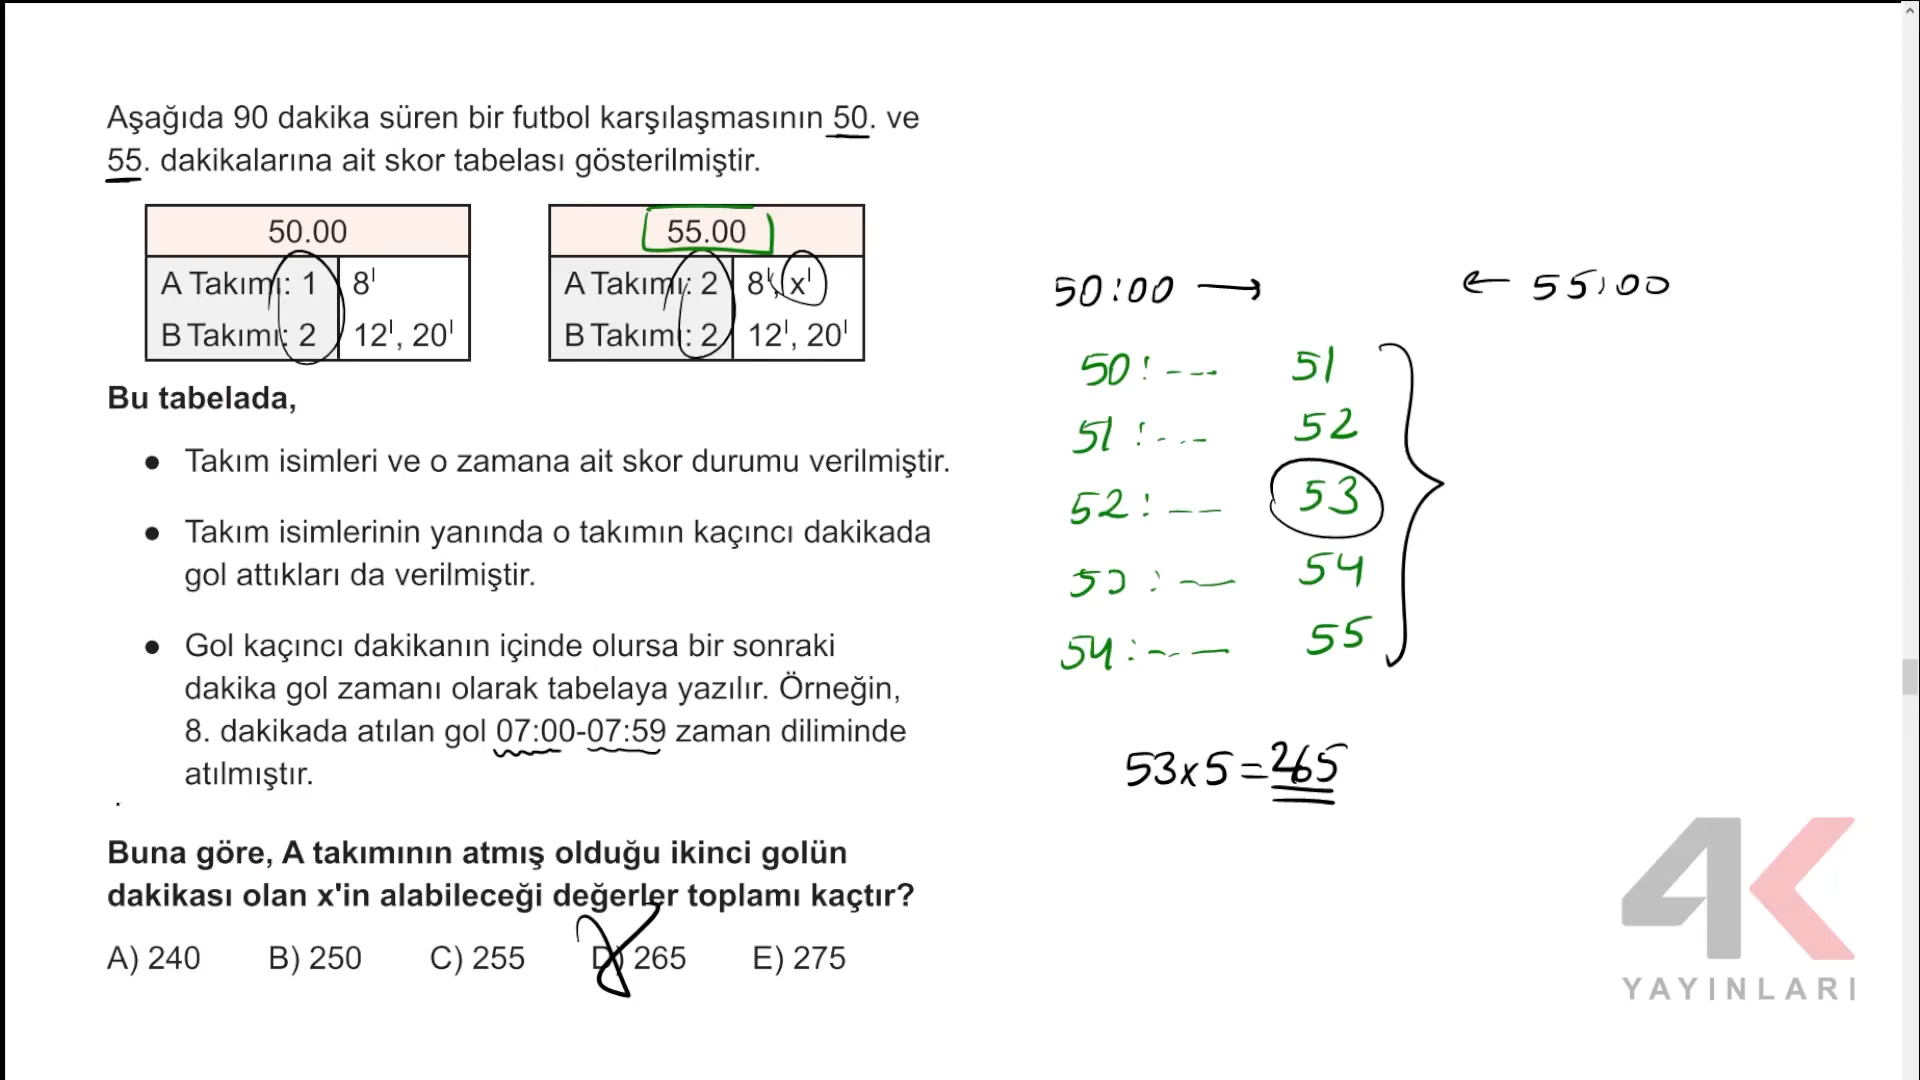 Aşağıda 90 dakika süren bir futbol karşılaşmasının 50. ve
55. dakikalarına ait skor tabelası gösterilmiştir.
50.00
A Takımı: 1 8ˡ
B Takımı: 2 12ˡ, 20ˡ
55.00
A Takımı: 2 8ˡ, xˡ
B Takımı: 2 12ˡ, 20ˡ
Bu tabelada,
● Takım isimleri ve o zamana ait skor durumu verilmiştir.
● Takım isimlerinin yanında o takımın kaçıncı dakikada
gol attıkları da verilmiştir.
● Gol kaçıncı dakikanın içinde olursa bir sonraki
dakika gol zamanı olarak tabelaya yazılır. Örneğin,
8. dakikada atılan gol 07:00-07:59 zaman diliminde
atılmıştır.
Buna göre, A takımının atmış olduğu ikinci golün
dakikası olan x'in alabileceği değerler toplamı kaçtır?
A) 240 B) 250 C) 255 D) 265 E) 275
50:00 → ← 55:00
50: --- 51
51: --- 52
52: -- 53
53: — 54
54: --- 55
53x5=265
4K
YAYINLARI